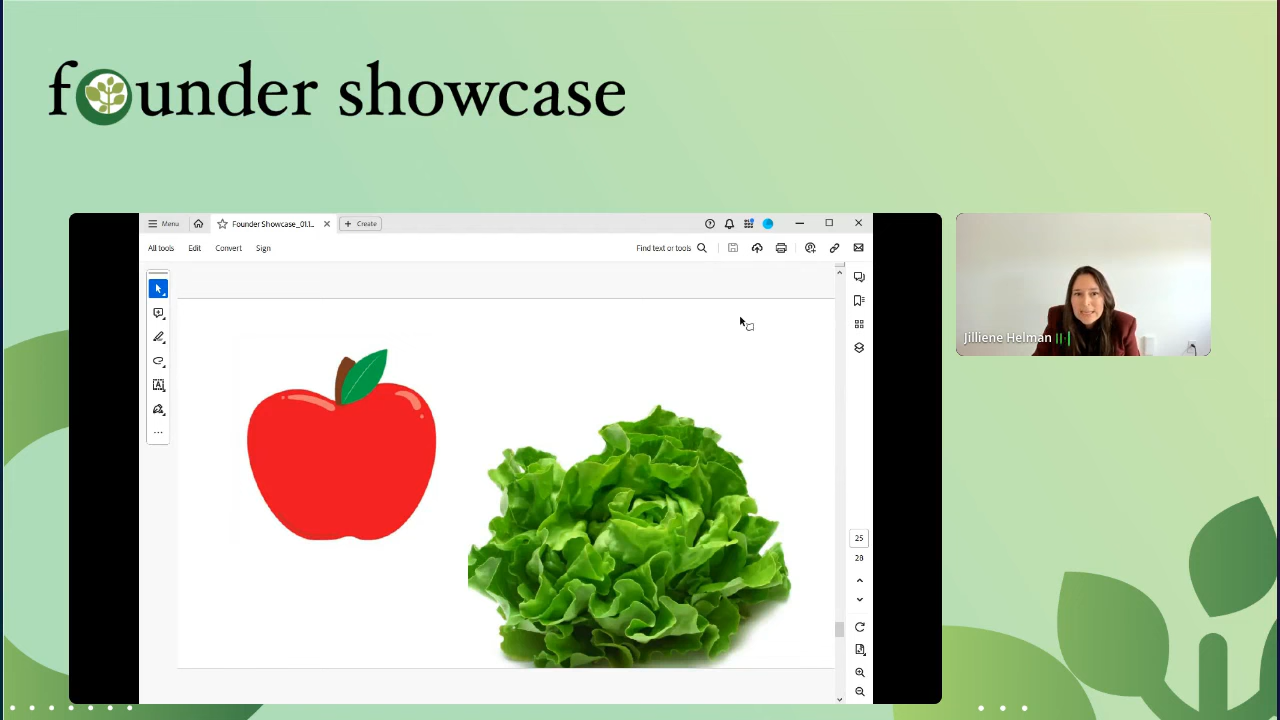 founder showcase
Menu
Founder Showcase_01.1...
Create
All tools
Edit
Convert
Sign
Find text or tools
25
28
Jilliene Helman